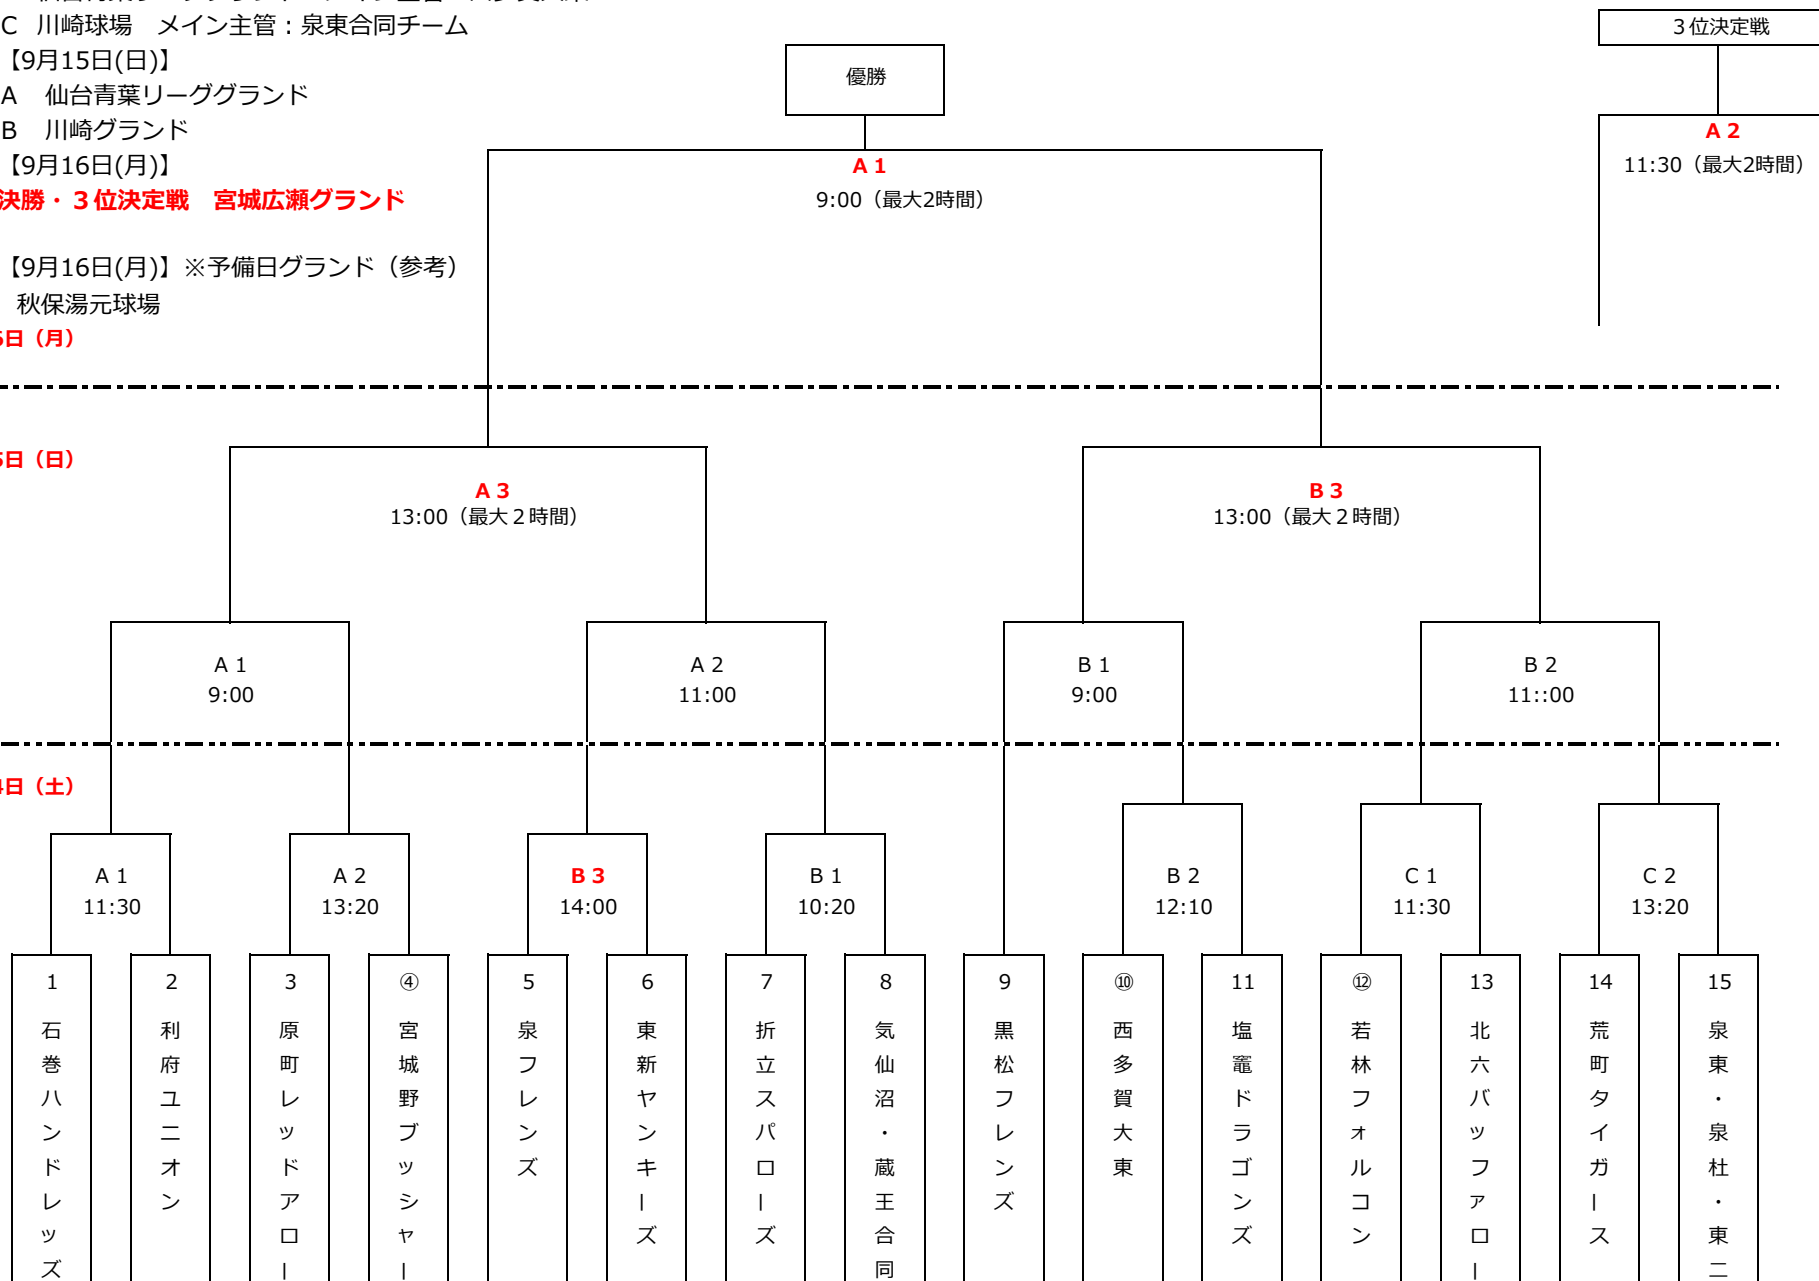 C 川崎球場　メイン主管：泉東合同チーム
【9月15日(日)】
A　仙台青葉リーググランド
B　川崎グランド
【9月16日(月)】
決勝・３位決定戦　宮城広瀬グランド
【9月16日(月)】※予備日グランド（参考）
秋保湯元球場
優勝
A 1
9:00（最大2時間）
３位決定戦
A 2
11:30（最大2時間）
日（月）
日（日）
A 3
13:00（最大２時間）
B 3
13:00（最大２時間）
A 1
9:00
A 2
11:00
B 1
9:00
B 2
11::00
日（土）
A 1
11:30
A 2
13:20
B 3
14:00
B 1
10:20
B 2
12:10
C 1
11:30
C 2
13:20
1
石巻ハンドレッズ
2
利府ユニオン
3
原町レッドアロー
④
宮城野ブッシャー
5
泉フレンズ
6
東新ヤンキーズ
7
折立スパローズ
8
気仙沼・蔵王合同
9
黒松フレンズ
⑩
西多賀大東
11
塩竈ドラゴンズ
⑫
若林フォルコン
13
北六バッファロー
14
荒町タイガース
15
泉東・泉杜・東二